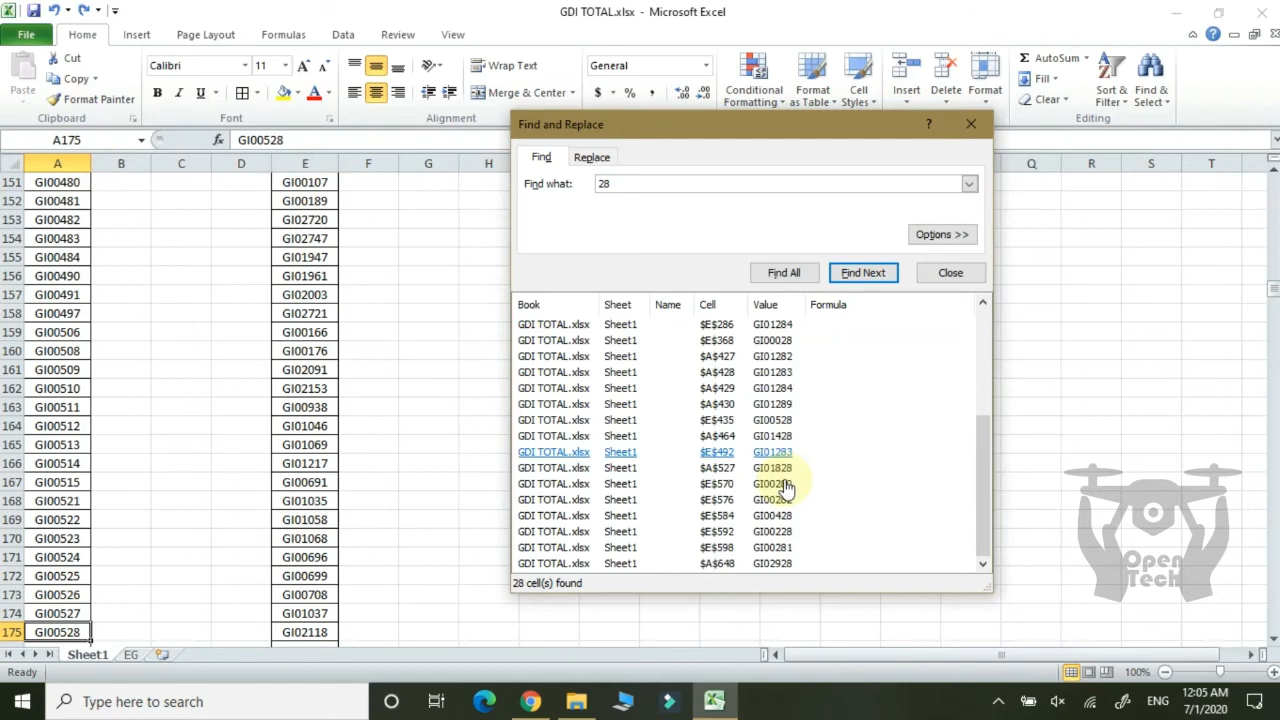 GDI TOTAL.xlsx - Microsoft Excel
File Home Insert Page Layout Formulas Data Review View
Paste
Cut
Copy
Format Painter
Clipboard
Calibri 11
B I U
Font
Wrap Text
Merge & Center
Alignment
General
$ % ,
Conditional Formatting
Format as Table
Cell Styles
Insert Delete Format
AutoSum
Fill
Clear
Sort & Filter
Find & Select
Editing
A175 fx GI00528
A B C D E F G H Q R S T
151 GI00480 GI00107
152 GI00481 GI00189
153 GI00482 GI02720
154 GI00483 GI02747
155 GI00484 GI01947
156 GI00490 GI01961
157 GI00491 GI02003
158 GI00497 GI02721
159 GI00506 GI00166
160 GI00508 GI00176
161 GI00509 GI02091
162 GI00510 GI02153
163 GI00511 GI00938
164 GI00512 GI01046
165 GI00513 GI01069
166 GI00514 GI01217
167 GI00515 GI00691
168 GI00521 GI01035
169 GI00522 GI01058
170 GI00523 GI01068
171 GI00524 GI00696
172 GI00525 GI00699
173 GI00526 GI00708
174 GI00527 GI01037
175 GI00528 GI02118
Find and Replace
Find Replace
Find what: 28
Options >>
Find All Find Next Close
Book Sheet Name Cell Value Formula
GDI TOTAL.xlsx Sheet1 $E$286 GI01284
GDI TOTAL.xlsx Sheet1 $E$368 GI00028
GDI TOTAL.xlsx Sheet1 $A$427 GI01282
GDI TOTAL.xlsx Sheet1 $A$428 GI01283
GDI TOTAL.xlsx Sheet1 $A$429 GI01284
GDI TOTAL.xlsx Sheet1 $A$430 GI01289
GDI TOTAL.xlsx Sheet1 $E$435 GI00528
GDI TOTAL.xlsx Sheet1 $A$464 GI01428
GDI TOTAL.xlsx Sheet1 $E$492 GI01283
GDI TOTAL.xlsx Sheet1 $A$527 GI01828
GDI TOTAL.xlsx Sheet1 $E$570
GDI TOTAL.xlsx Sheet1 $E$576
GDI TOTAL.xlsx Sheet1 $E$584 GI00428
GDI TOTAL.xlsx Sheet1 $E$592 GI00228
GDI TOTAL.xlsx Sheet1 $E$598 GI00281
GDI TOTAL.xlsx Sheet1 $A$648 GI02928
28 cell(s) found
Open
Tech
Sheet1 EG
Ready 100%
Type here to search
ENG
12:05 AM
7/1/2020